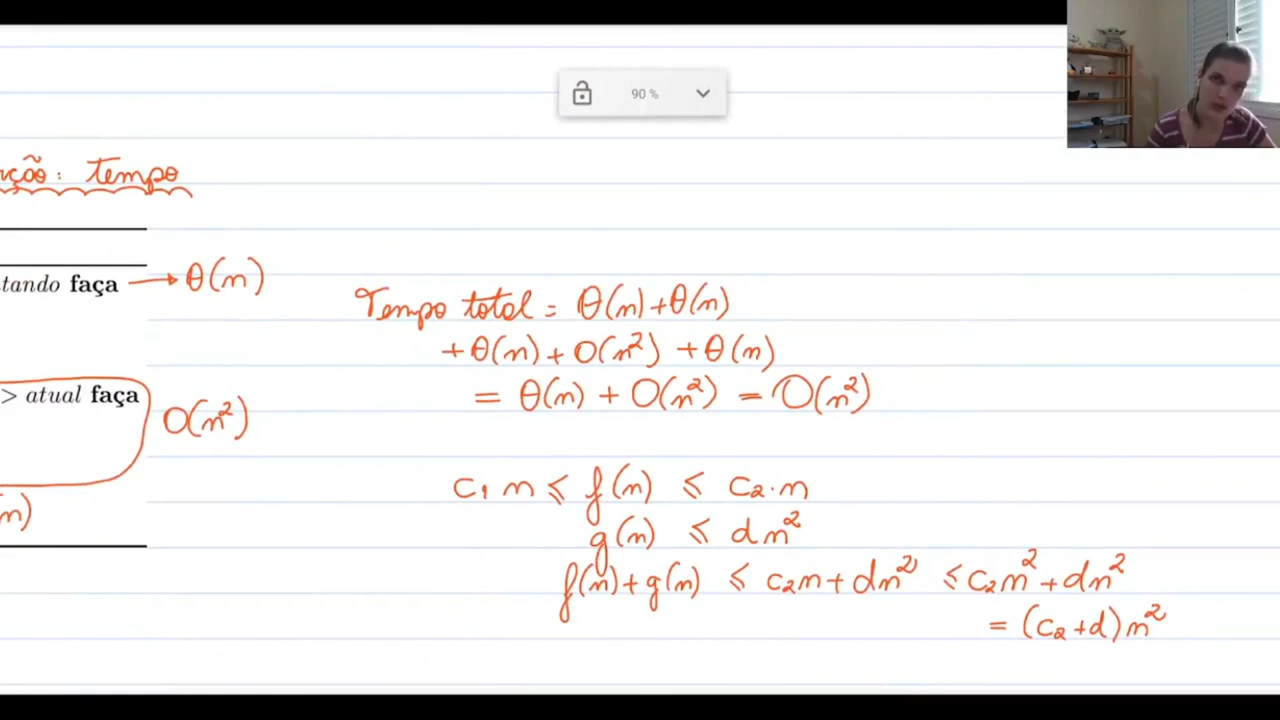 90 %
ção: tempo
tando faça → θ(n)
Tempo total = θ(n)+θ(n)
+θ(n)+O(n²)+θ(n)
= θ(n) + O(n²) = O(n²)
> atual faça
O(n²)
c₁ n ⩽ f(n) ⩽ c₂·n
n)
g(n) ⩽ dn²
f(n)+g(n) ⩽ c₂n+dn² ⩽ c₂n²+dn²
= (c₂+d)n²